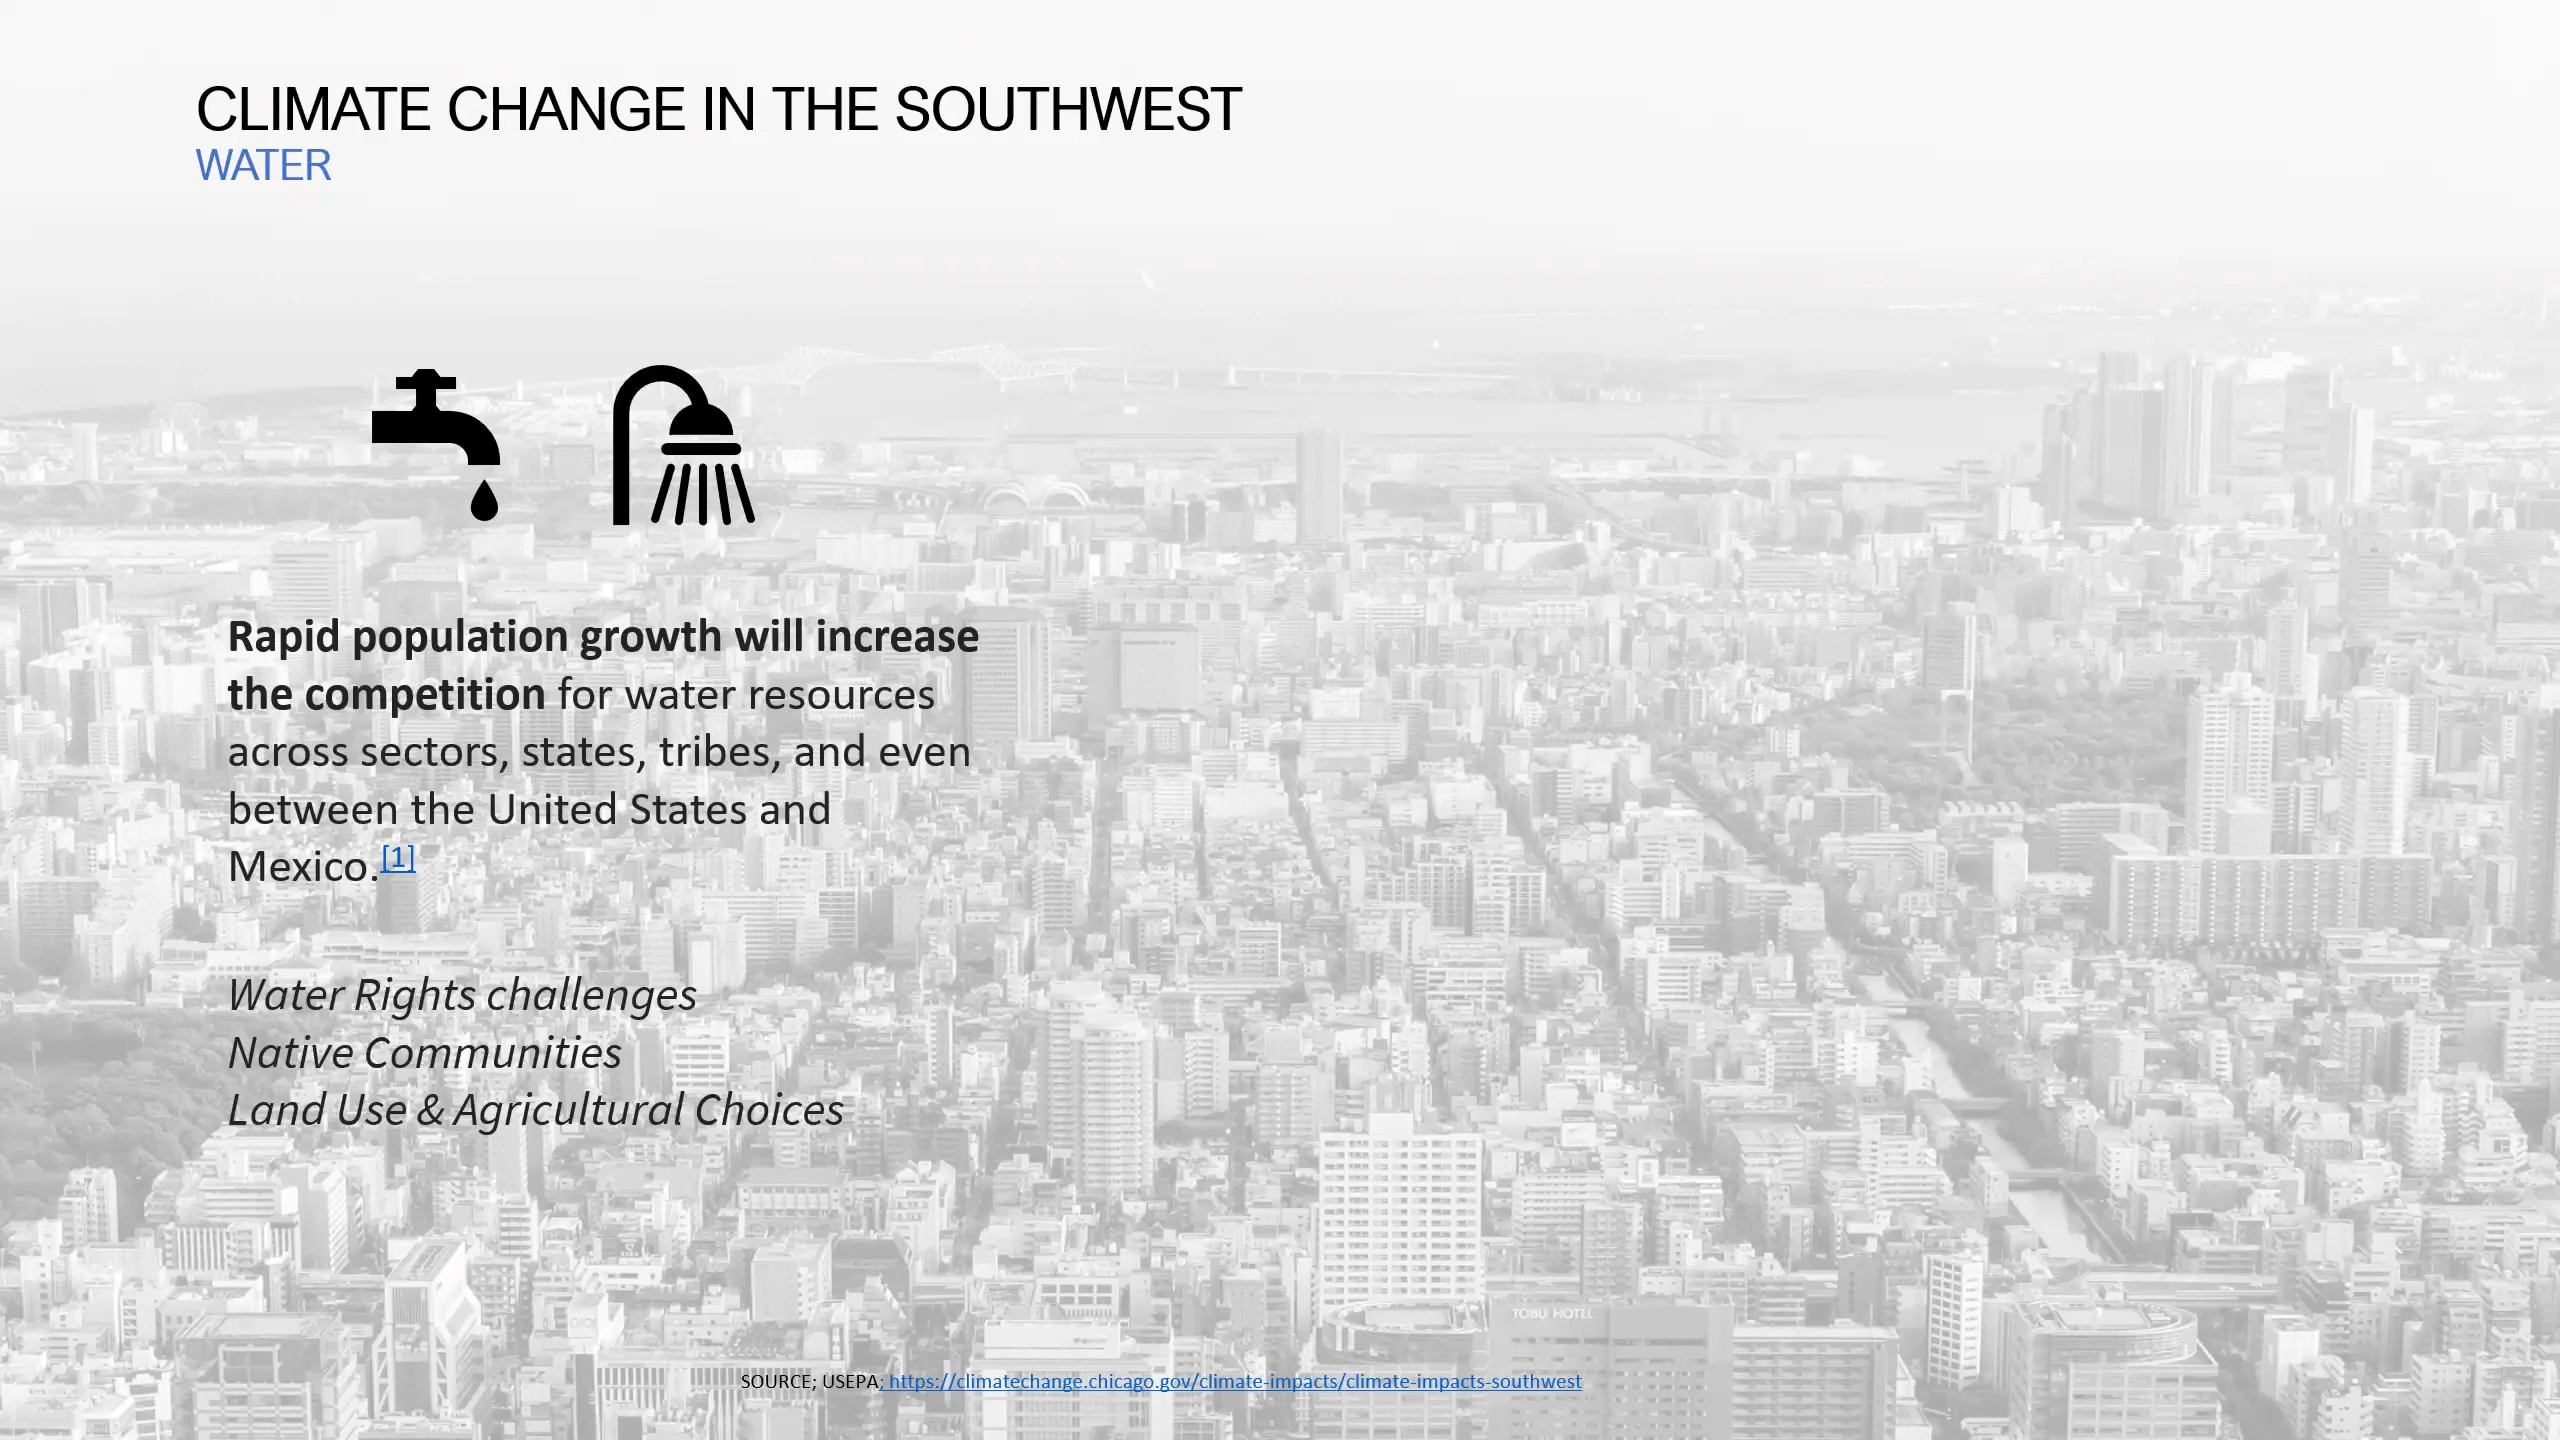 CLIMATE CHANGE IN THE SOUTHWEST
WATER
Rapid population growth will increase
the competition for water resources
across sectors, states, tribes, and even
between the United States and
Mexico.[1]
Water Rights challenges
Native Communities
Land Use & Agricultural Choices
TOBU HOTEL
SOURCE; USEPA; https://climatechange.chicago.gov/climate-impacts/climate-impacts-southwest